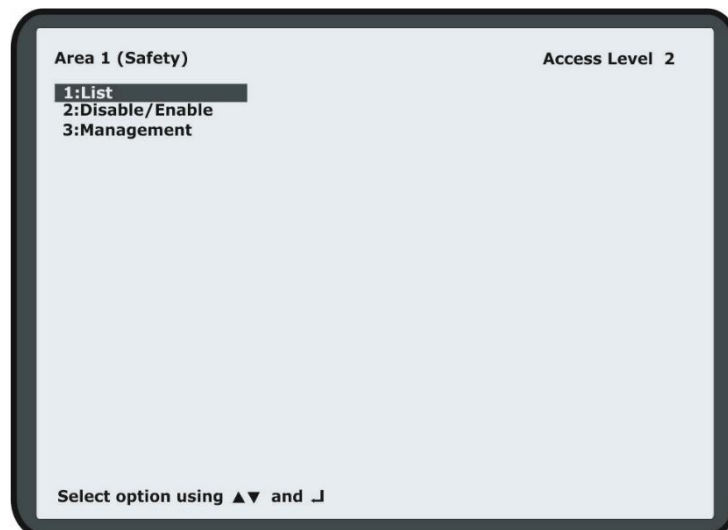 Area 1 (Safety) Access Level 2
1:List
2:Disable/Enable
3:Management
Select option using ▲▼ and ↵